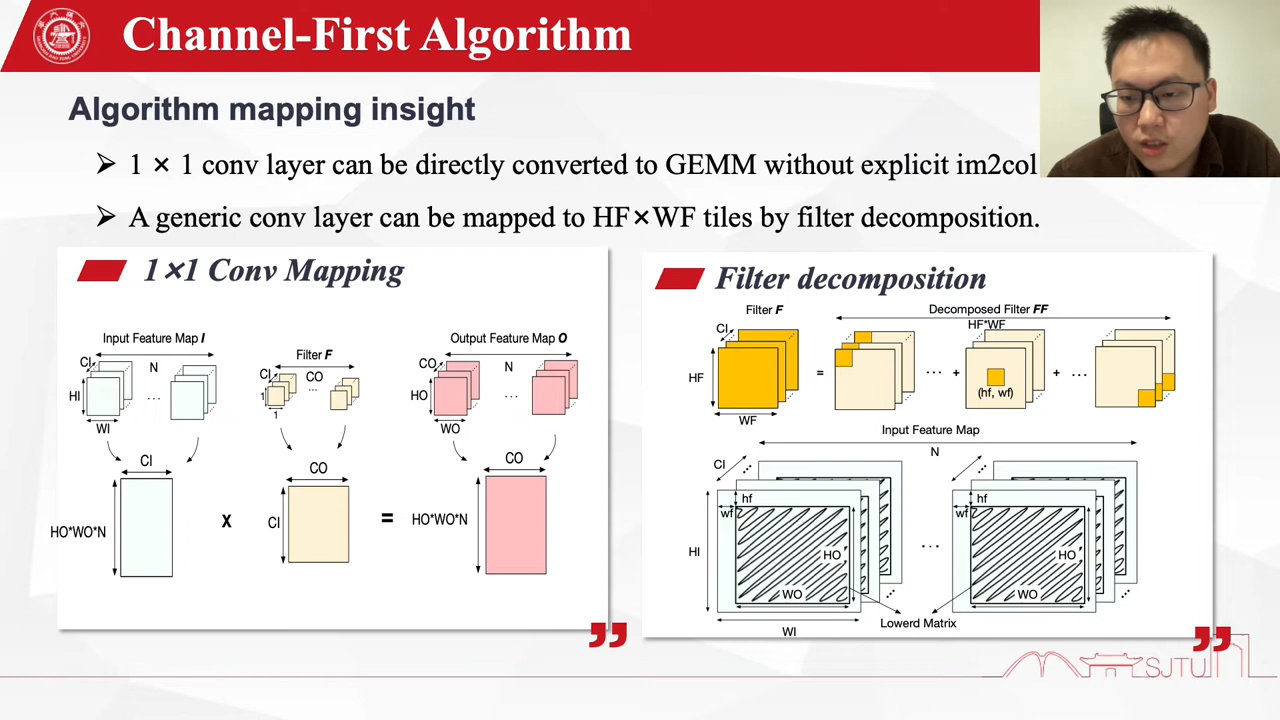 Channel-First Algorithm
Algorithm mapping insight
➢ 1 × 1 conv layer can be directly converted to GEMM without explicit im2col
➢ A generic conv layer can be mapped to HF×WF tiles by filter decomposition.
1×1 Conv Mapping
Input Feature Map I
CI
N
HI
...
WI
Filter F
CI
CO
...
1
1
Output Feature Map O
CO
N
HO
...
WO
CI
HO*WO*N
x
CO
CI
=
CO
HO*WO*N
Filter decomposition
Filter F
CI
HF
WF
=
Decomposed Filter FF
HF*WF
... +
(hf, wf)
+ ...
Input Feature Map
N
CI
hf
wf
HI
HO
WO
WI
...
hf
wf
HO
WO
Lowerd Matrix
SJTU